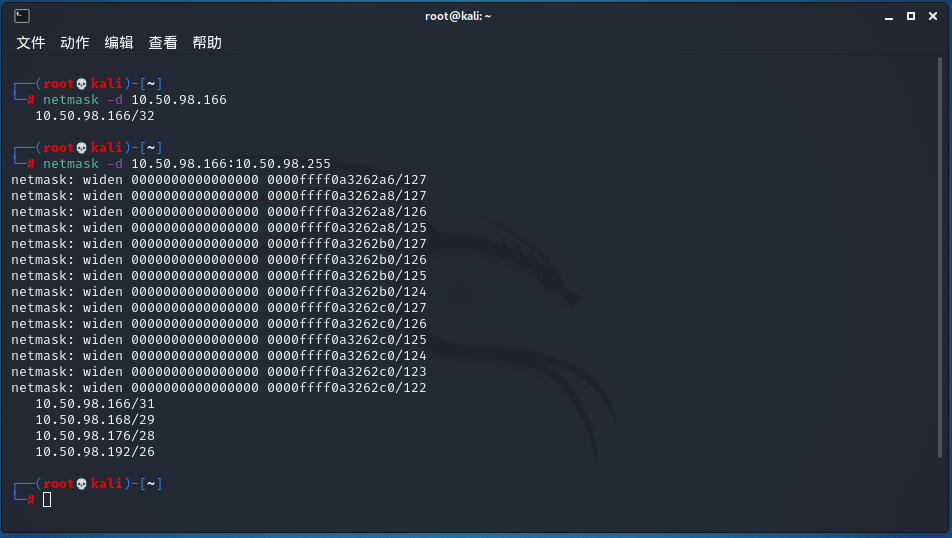 root@kali: ~
文件 动作 编辑 查看 帮助
┌──(root💀kali)-[~]
└─# netmask -d 10.50.98.166
10.50.98.166/32
┌──(root💀kali)-[~]
└─# netmask -d 10.50.98.166:10.50.98.255
netmask: widen 0000000000000000 0000ffff0a3262a6/127
netmask: widen 0000000000000000 0000ffff0a3262a8/127
netmask: widen 0000000000000000 0000ffff0a3262a8/126
netmask: widen 0000000000000000 0000ffff0a3262a8/125
netmask: widen 0000000000000000 0000ffff0a3262b0/127
netmask: widen 0000000000000000 0000ffff0a3262b0/126
netmask: widen 0000000000000000 0000ffff0a3262b0/125
netmask: widen 0000000000000000 0000ffff0a3262b0/124
netmask: widen 0000000000000000 0000ffff0a3262c0/127
netmask: widen 0000000000000000 0000ffff0a3262c0/126
netmask: widen 0000000000000000 0000ffff0a3262c0/125
netmask: widen 0000000000000000 0000ffff0a3262c0/124
netmask: widen 0000000000000000 0000ffff0a3262c0/123
netmask: widen 0000000000000000 0000ffff0a3262c0/122
10.50.98.166/31
10.50.98.168/29
10.50.98.176/28
10.50.98.192/26
┌──(root💀kali)-[~]
└─#